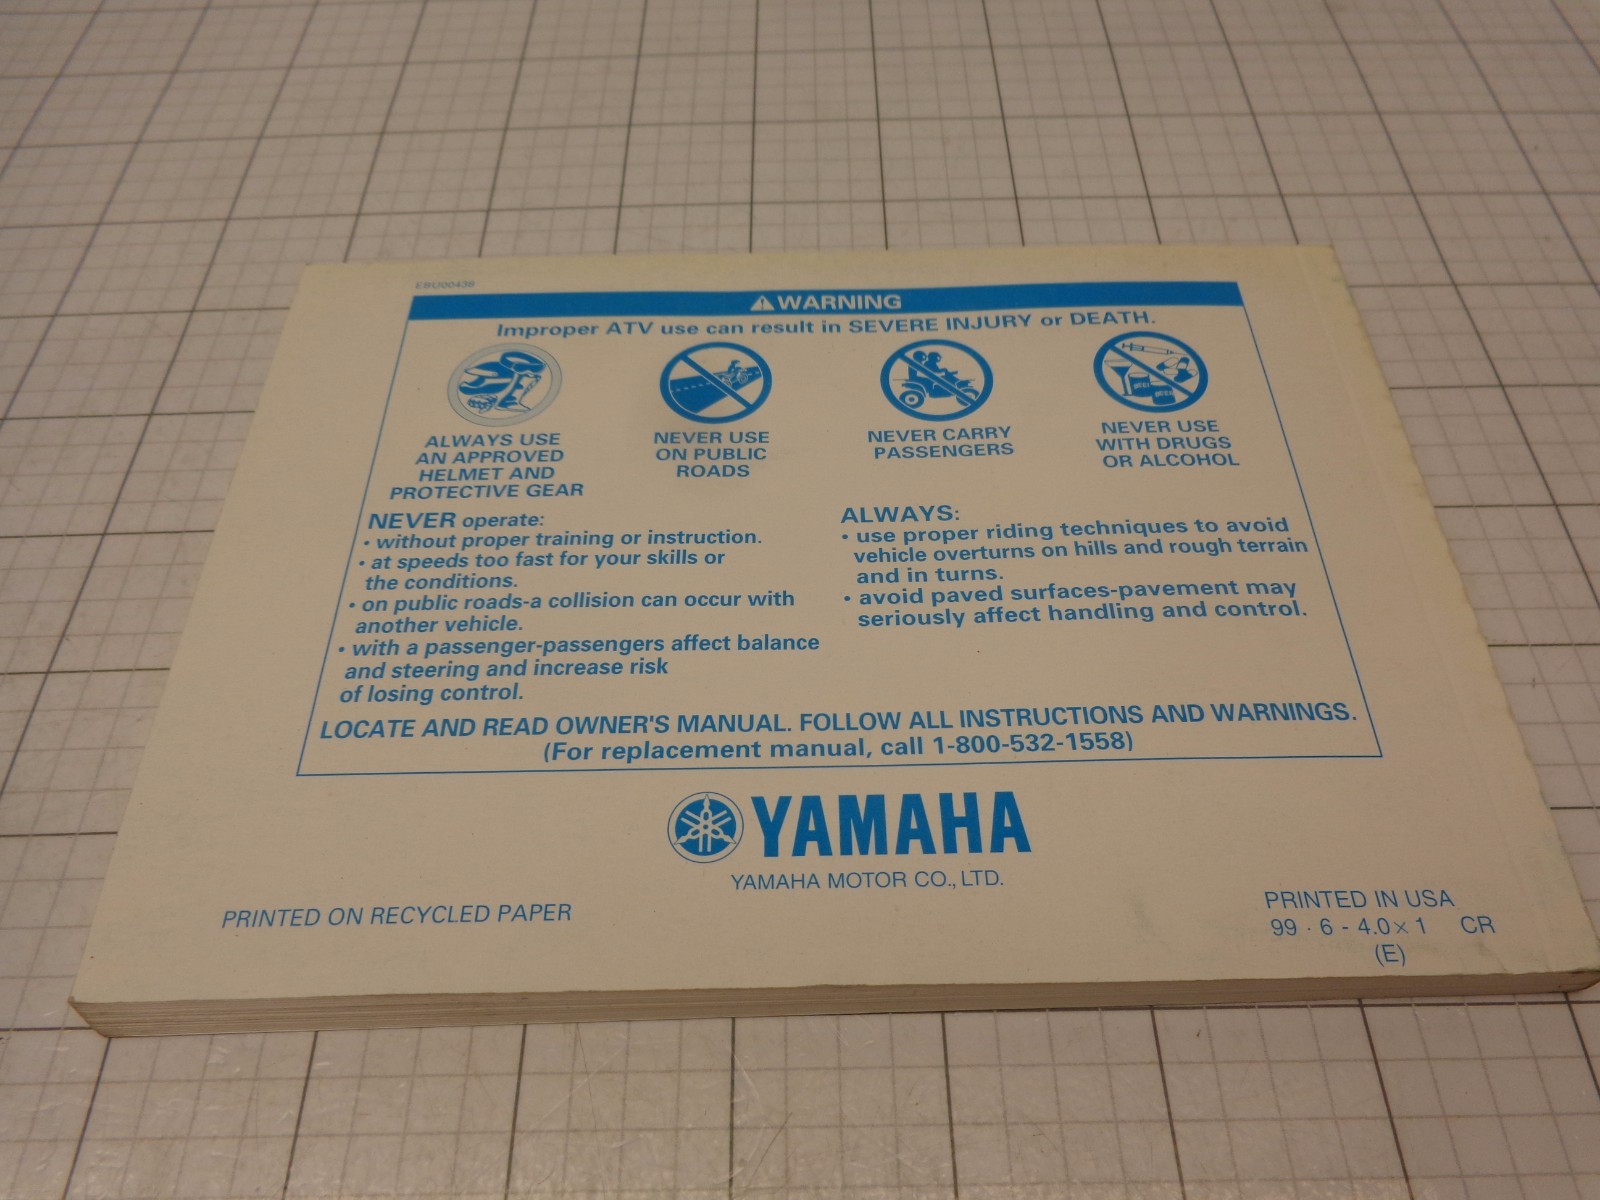 EBU00438
WARNING
Improper ATV use can result in SEVERE INJURY or DEATH.
ALWAYS USE
AN APPROVED
HELMET AND
PROTECTIVE GEAR
NEVER USE
ON PUBLIC
ROADS
NEVER CARRY
PASSENGERS
NEVER USE
WITH DRUGS
OR ALCOHOL
NEVER operate:
• without proper training or instruction.
• at speeds too fast for your skills or
the conditions.
• on public roads-a collision can occur with
another vehicle.
• with a passenger-passengers affect balance
and steering and increase risk
of losing control.
ALWAYS:
• use proper riding techniques to avoid
vehicle overturns on hills and rough terrain
and in turns.
• avoid paved surfaces-pavement may
seriously affect handling and control.
LOCATE AND READ OWNER'S MANUAL. FOLLOW ALL INSTRUCTIONS AND WARNINGS.
(For replacement manual, call 1-800-532-1558)
YAMAHA
YAMAHA MOTOR CO., LTD.
PRINTED ON RECYCLED PAPER
PRINTED IN USA
99 · 6 - 4.0 × 1 CR
(E)